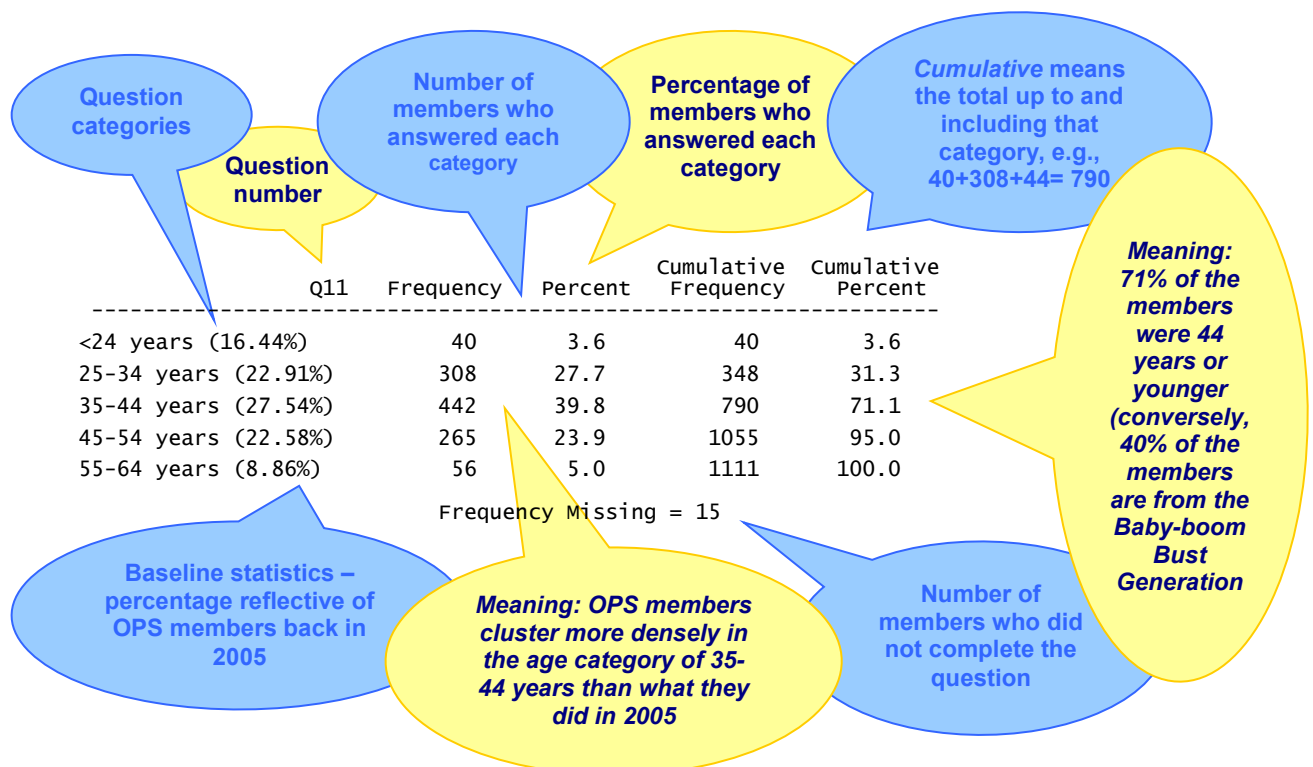 Question
categories
Question
number
Number of
members who
answered each
category
Percentage of
members who
answered each
category
Cumulative means
the total up to and
including that
category, e.g.,
40+308+44= 790
Meaning:
71% of the
members
were 44
years or
younger
(conversely,
40% of the
members
are from the
Baby-boom
Bust
Generation
Q11 Frequency Percent Cumulative Frequency Cumulative Percent
--------------------------------------------------------------------
<24 years (16.44%) 40 3.6 40 3.6
25-34 years (22.91%) 308 27.7 348 31.3
35-44 years (27.54%) 442 39.8 790 71.1
45-54 years (22.58%) 265 23.9 1055 95.0
55-64 years (8.86%) 56 5.0 1111 100.0
Frequency Missing = 15
Baseline statistics –
percentage reflective of
OPS members back in
2005
Meaning: OPS members
cluster more densely in
the age category of 35-
44 years than what they
did in 2005
Number of
members who did
not complete the
question